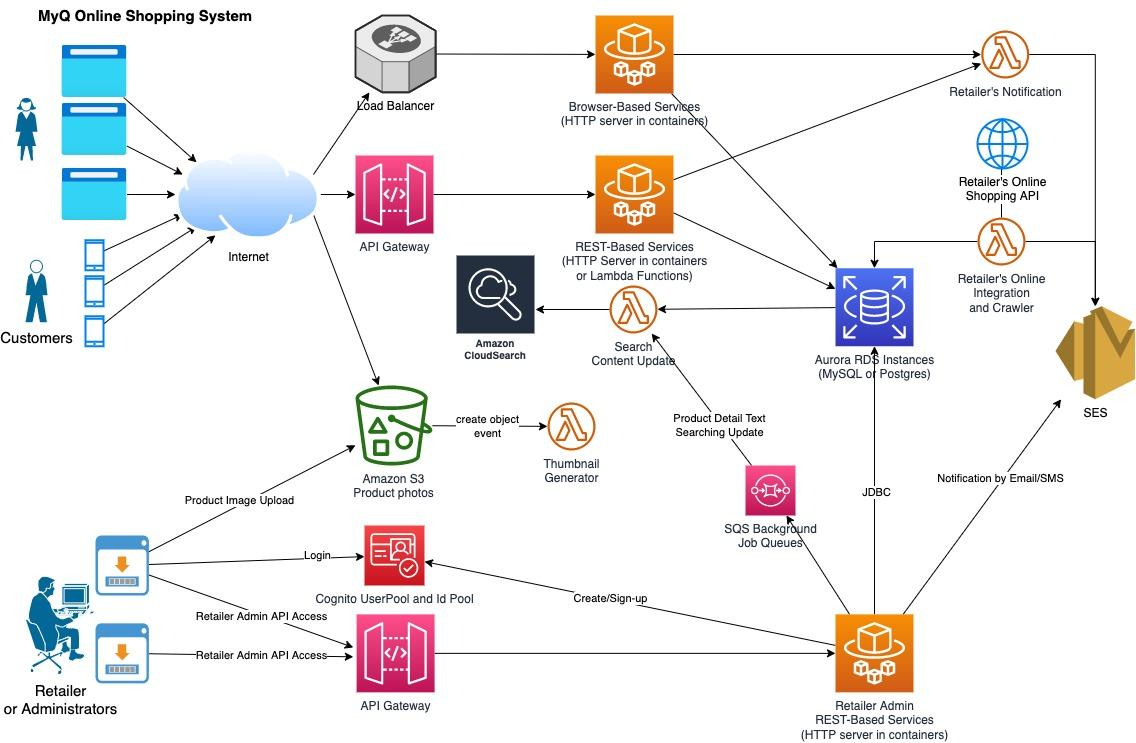 MyQ Online Shopping System
Load Balancer
Browser-Based Services
(HTTP server in containers)
Retailer's Notification
Retailer's Online
Shopping API
Internet
API Gateway
REST-Based Services
(HTTP Server in containers
or Lambda Functions)
Retailer's Online
Integration
and Crawler
Customers
Amazon
CloudSearch
Search
Content Update
Aurora RDS Instances
(MySQL or Postgres)
SES
create object
event
Product Detail Text
Searching Update
Amazon S3
Product photos
Thumbnail
Generator
Notification by Email/SMS
Product Image Upload
JDBC
SQS Background
Job Queues
Login
Cognito UserPool and Id Pool
Create/Sign-up
Retailer Admin API Access
Retailer Admin API Access
Retailer
or Administrators
API Gateway
Retailer Admin
REST-Based Services
(HTTP server in containers)